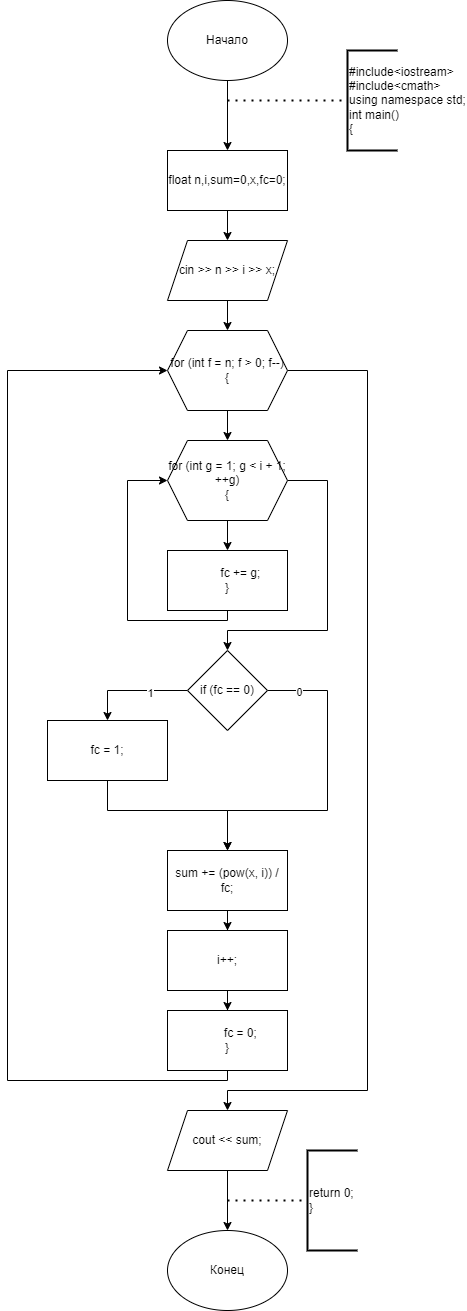 Начало
#include<iostream>
#include<cmath>
using namespace std;
int main()
{
float n,i,sum=0,x,fc=0;
cin >> n >> i >> x;
for (int f = n; f > 0; f--)
{
for (int g = 1; g < i + 1;
++g)
{
fc += g;
}
if (fc == 0)
1
0
fc = 1;
sum += (pow(x, i)) /
fc;
i++;
fc = 0;
}
cout << sum;
return 0;
}
Конец